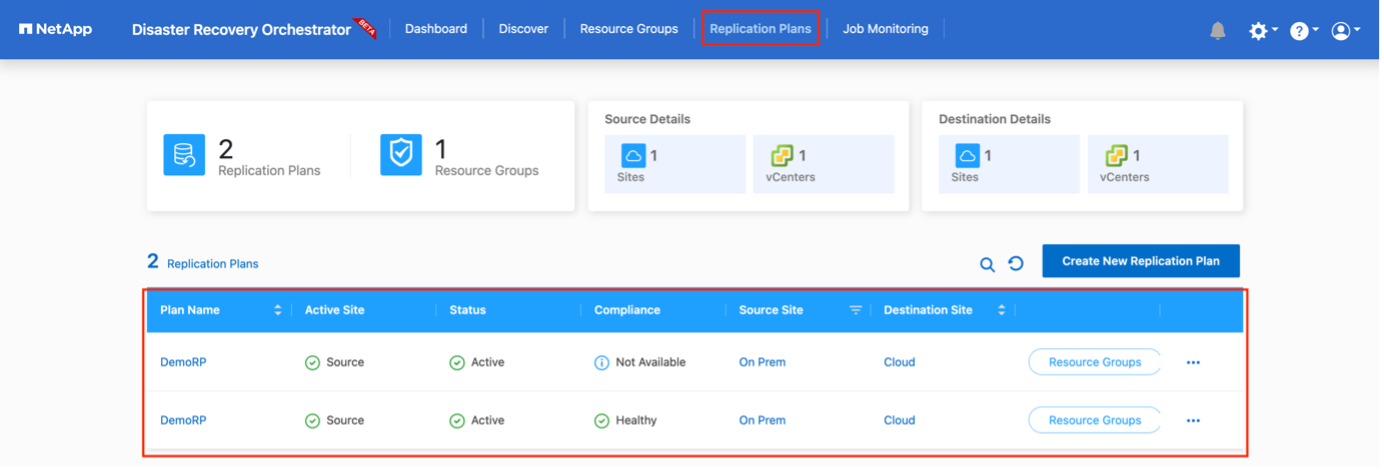 NetApp Disaster Recovery Orchestrator BETA Dashboard Discover Resource Groups Replication Plans Job Monitoring
2 Replication Plans
1 Resource Groups
Source Details
1 Sites
1 vCenters
Destination Details
1 Sites
1 vCenters
2 Replication Plans
Create New Replication Plan
Plan Name Active Site Status Compliance Source Site Destination Site
DemoRP Source Active Not Available On Prem Cloud Resource Groups
DemoRP Source Active Healthy On Prem Cloud Resource Groups